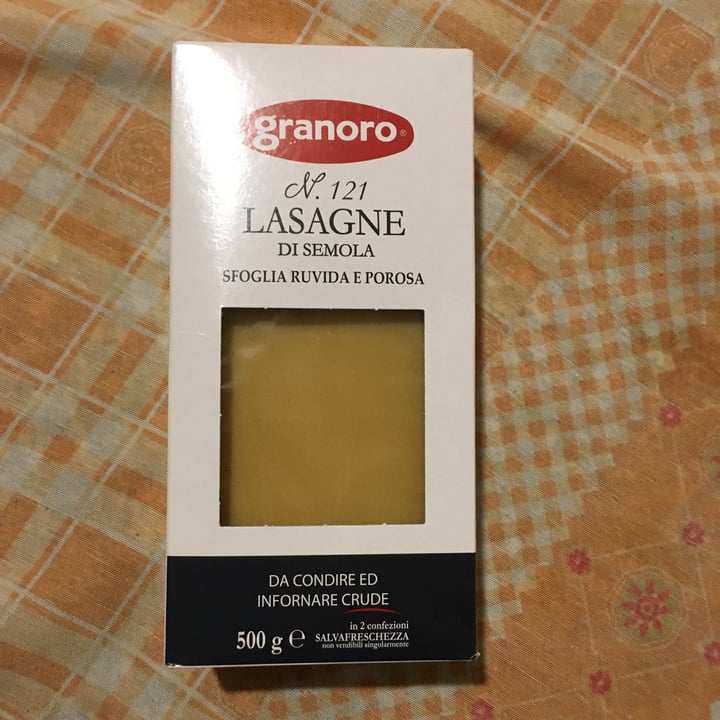 granoro®
N. 121
LASAGNE
DI SEMOLA
SFOGLIA RUVIDA E POROSA
DA CONDIRE ED
INFORNARE CRUDE
500 g ℮
in 2 confezioni
SALVAFRESCHEZZA
non vendibili singolarmente